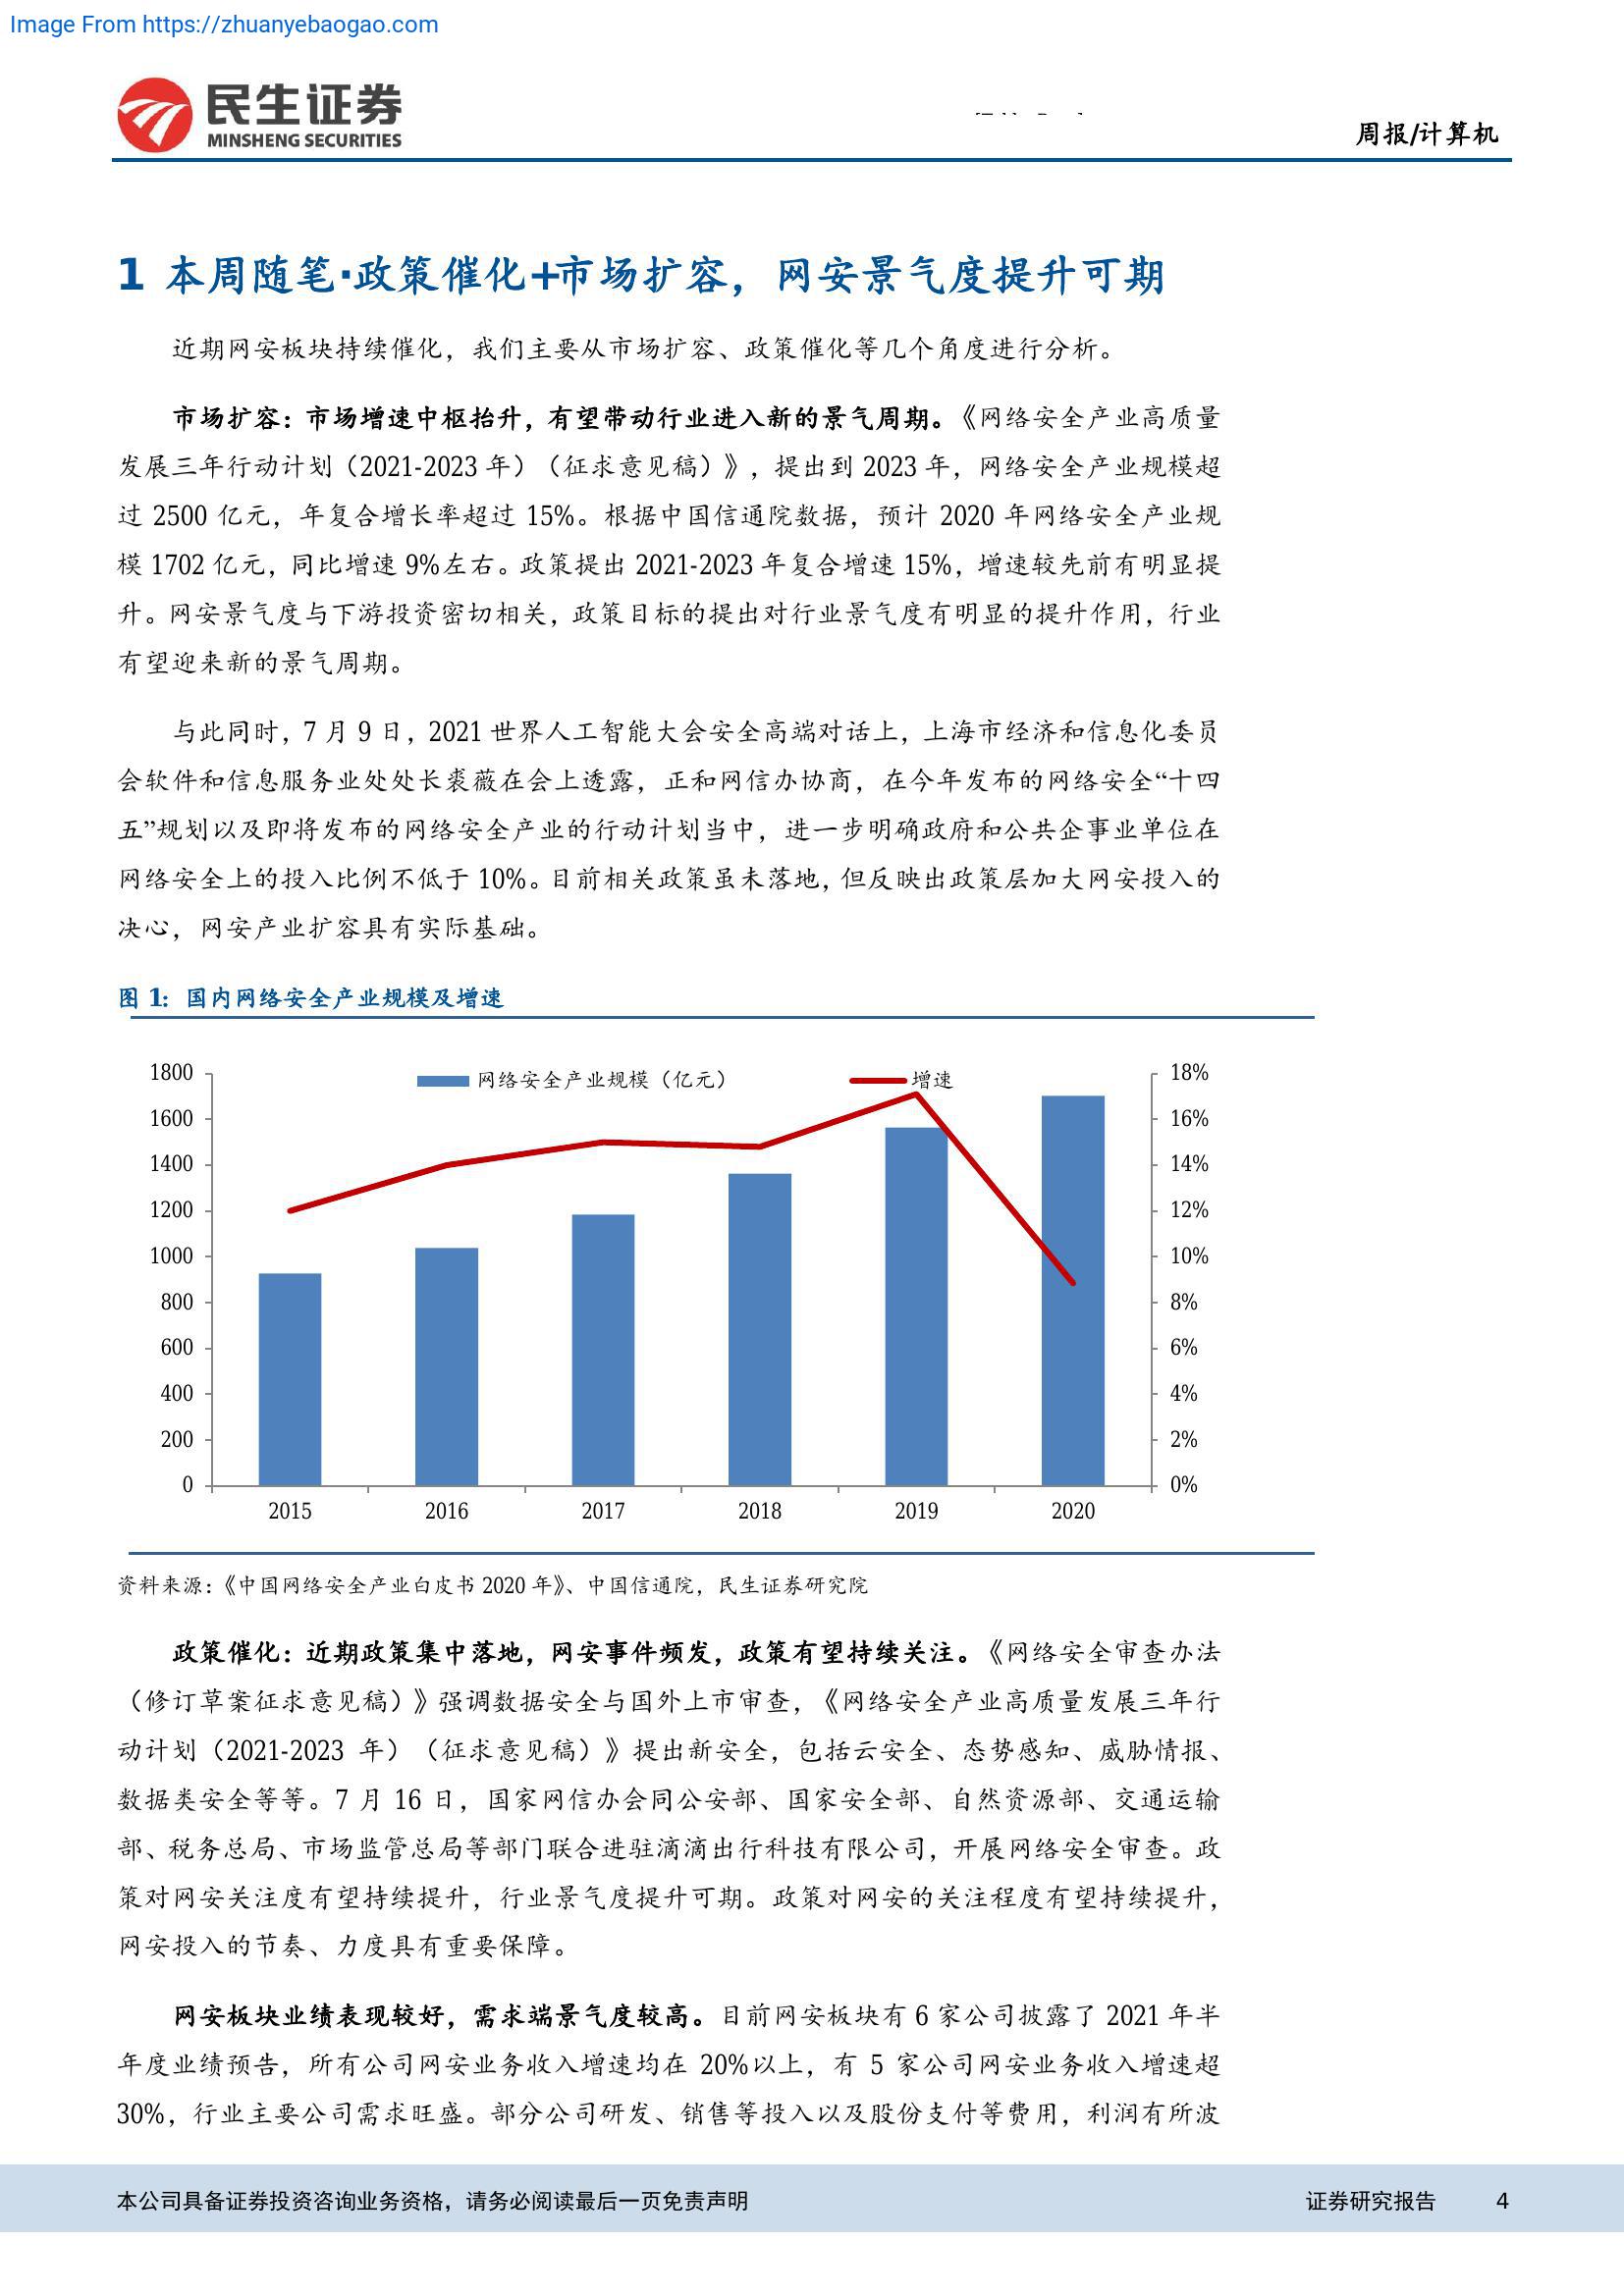 Image From https://zhuanyebaogao.com
民生证券
MINSHENG SECURITIES
周报/计算机
1 本周随笔·政策催化+市场扩容，网安景气度提升可期
近期网安板块持续催化，我们主要从市场扩容、政策催化等几个角度进行分析。
市场扩容：市场增速中枢抬升，有望带动行业进入新的景气周期。《网络安全产业高质量
发展三年行动计划（2021-2023 年）（征求意见稿）》，提出到 2023 年，网络安全产业规模超
过 2500 亿元，年复合增长率超过 15%。根据中国信通院数据，预计 2020 年网络安全产业规
模 1702 亿元，同比增速 9%左右。政策提出 2021-2023 年复合增速 15%，增速较先前有明显提
升。网安景气度与下游投资密切相关，政策目标的提出对行业景气度有明显的提升作用，行业
有望迎来新的景气周期。
与此同时，7 月 9 日，2021 世界人工智能大会安全高端对话上，上海市经济和信息化委员
会软件和信息服务业处处长裘薇在会上透露，正和网信办协商，在今年发布的网络安全“十四
五”规划以及即将发布的网络安全产业的行动计划当中，进一步明确政府和公共企事业单位在
网络安全上的投入比例不低于 10%。目前相关政策虽未落地，但反映出政策层加大网安投入的
决心，网安产业扩容具有实际基础。
图 1：国内网络安全产业规模及增速
网络安全产业规模（亿元） 增速
1800 18%
1600 16%
1400 14%
1200 12%
1000 10%
800 8%
600 6%
400 4%
200 2%
0 0%
2015 2016 2017 2018 2019 2020
资料来源：《中国网络安全产业白皮书 2020 年》、中国信通院，民生证券研究院
政策催化：近期政策集中落地，网安事件频发，政策有望持续关注。《网络安全审查办法
（修订草案征求意见稿）》强调数据安全与国外上市审查，《网络安全产业高质量发展三年行
动计划（2021-2023 年）（征求意见稿）》提出新安全，包括云安全、态势感知、威胁情报、
数据类安全等等。7 月 16 日，国家网信办会同公安部、国家安全部、自然资源部、交通运输
部、税务总局、市场监管总局等部门联合进驻滴滴出行科技有限公司，开展网络安全审查。政
策对网安关注度有望持续提升，行业景气度提升可期。政策对网安的关注程度有望持续提升，
网安投入的节奏、力度具有重要保障。
网安板块业绩表现较好，需求端景气度较高。目前网安板块有 6 家公司披露了 2021 年半
年度业绩预告，所有公司网安业务收入增速均在 20%以上，有 5 家公司网安业务收入增速超
30%，行业主要公司需求旺盛。部分公司研发、销售等投入以及股份支付等费用，利润有所波
本公司具备证券投资咨询业务资格，请务必阅读最后一页免责声明 证券研究报告 4